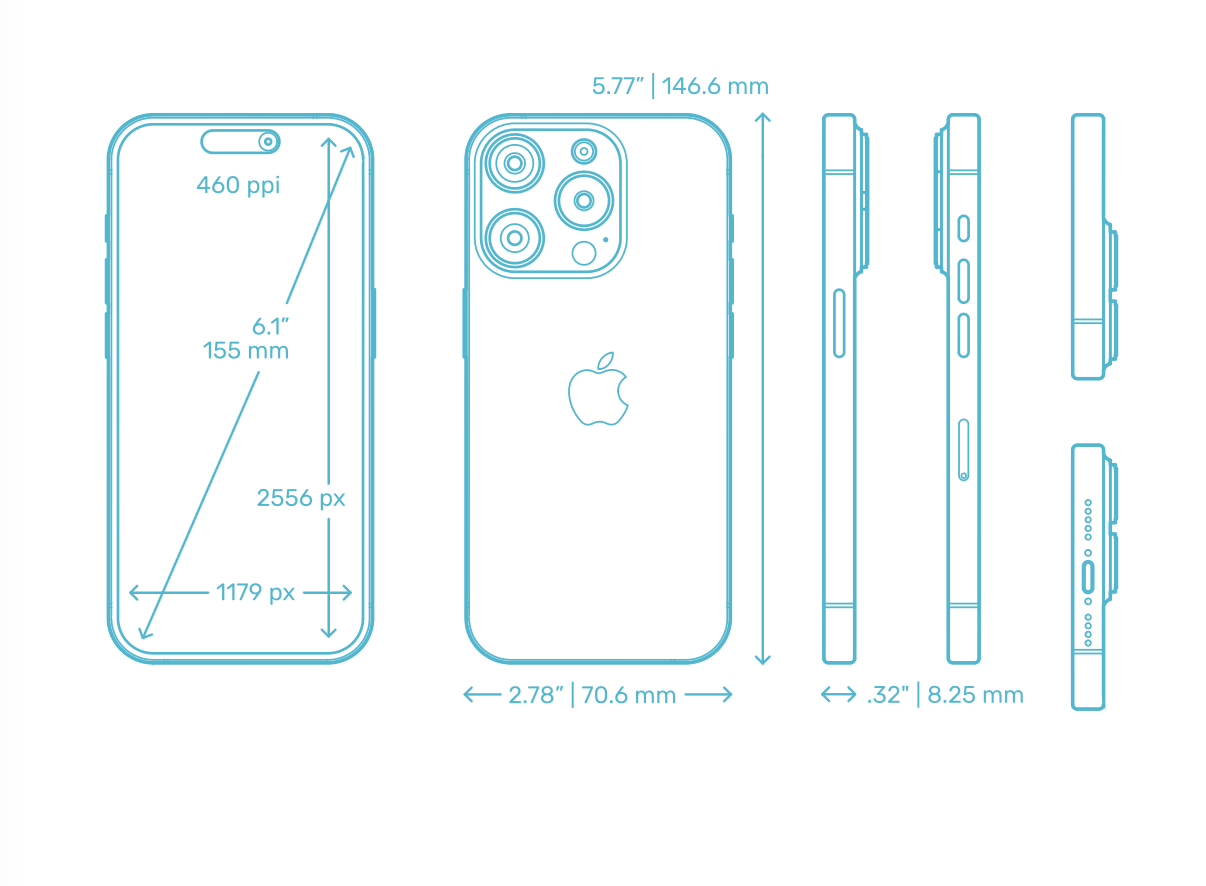 5.77” | 146.6 mm
460 ppi
6.1”
155 mm
2556 px
1179 px
2.78” | 70.6 mm
.32" | 8.25 mm